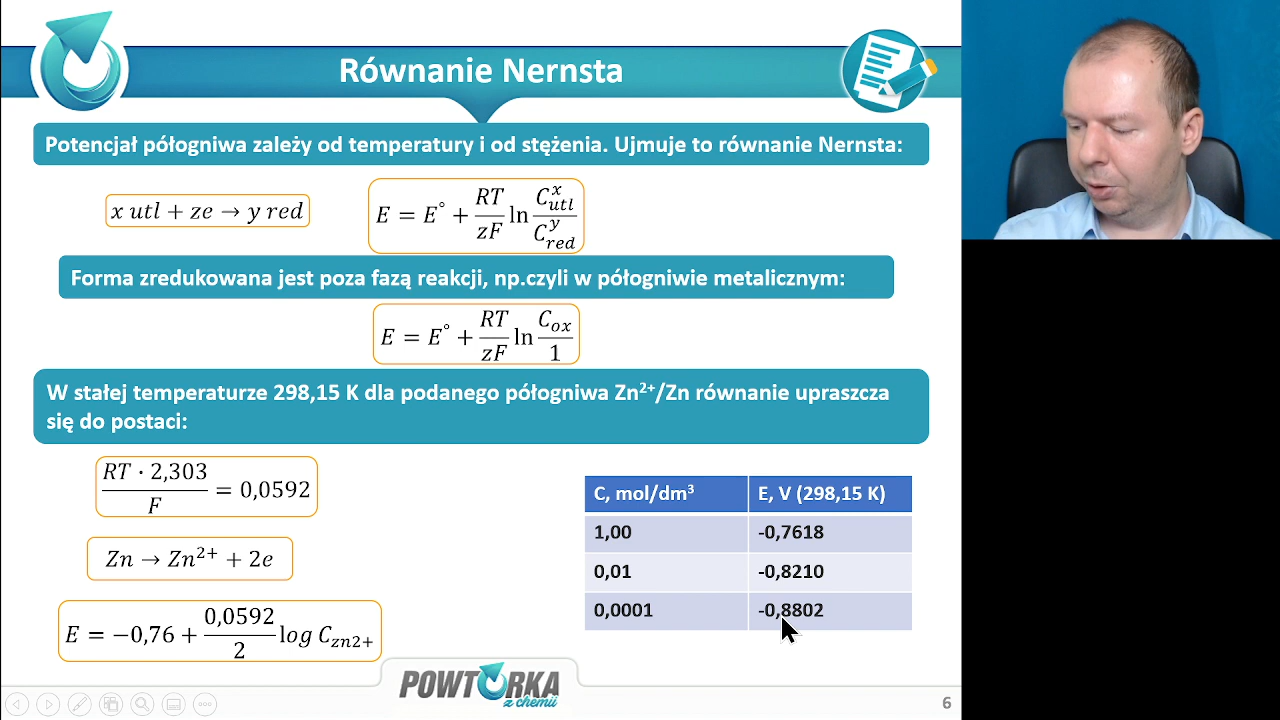 Równanie Nernsta
Potencjał półogniwa zależy od temperatury i od stężenia. Ujmuje to równanie Nernsta:
x utl + ze → y red
E = E° + RT/zF ln C_utl^x/C_red^y
Forma zredukowana jest poza fazą reakcji, np.czyli w półogniwie metalicznym:
E = E° + RT/zF ln C_ox/1
W stałej temperaturze 298,15 K dla podanego półogniwa Zn²⁺/Zn równanie upraszcza
się do postaci:
RT · 2,303/F = 0,0592
Zn → Zn²⁺ + 2e
E = −0,76 + 0,0592/2 log C_zn2+
C, mol/dm³ E, V (298,15 K)
1,00 -0,7618
0,01 -0,8210
0,0001 -0,8802
POWTÓRKA
z chemii
6